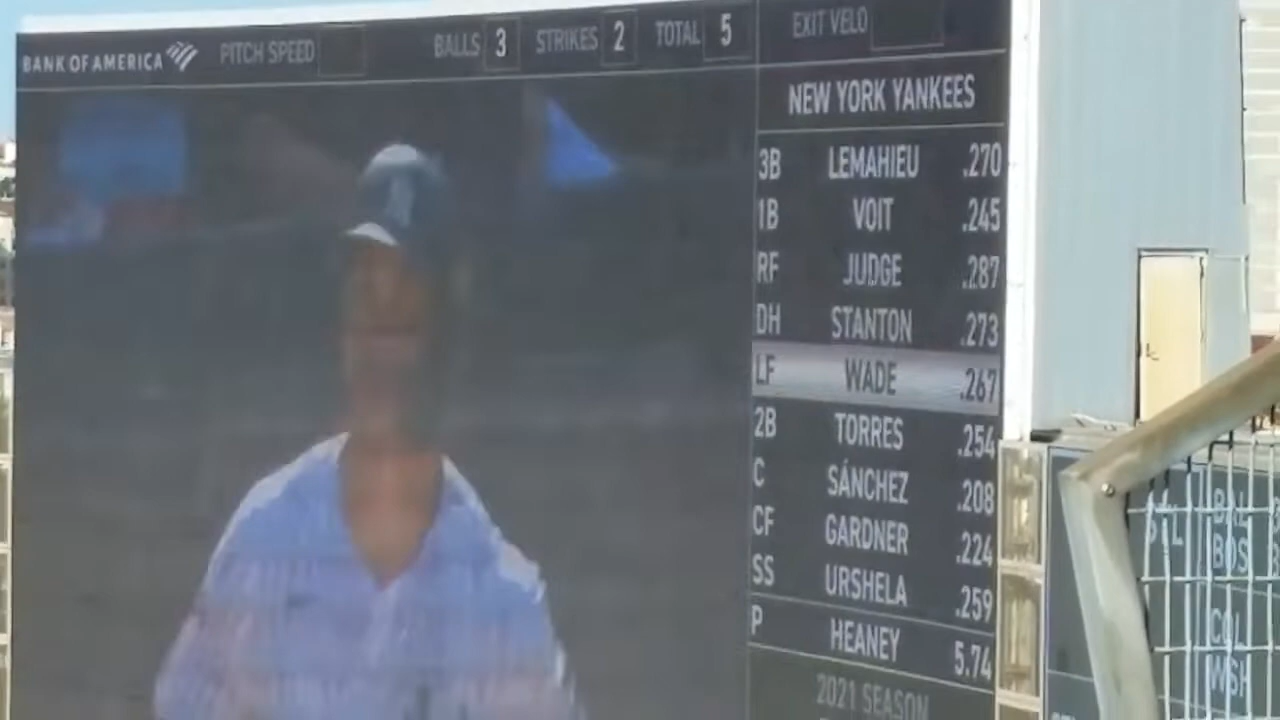 BANK OF AMERICA PITCH SPEED BALLS 3 STRIKES 2 TOTAL 5 EXIT VELO
NEW YORK YANKEES
3B LEMAHIEU .270
1B VOIT .245
RF JUDGE .287
DH STANTON .273
LF WADE .267
2B TORRES .254
C SÁNCHEZ .208
CF GARDNER .224
SS URSHELA .259
P HEANEY 5.74
2021 SEASON
BAL
BOS
COL
WSH